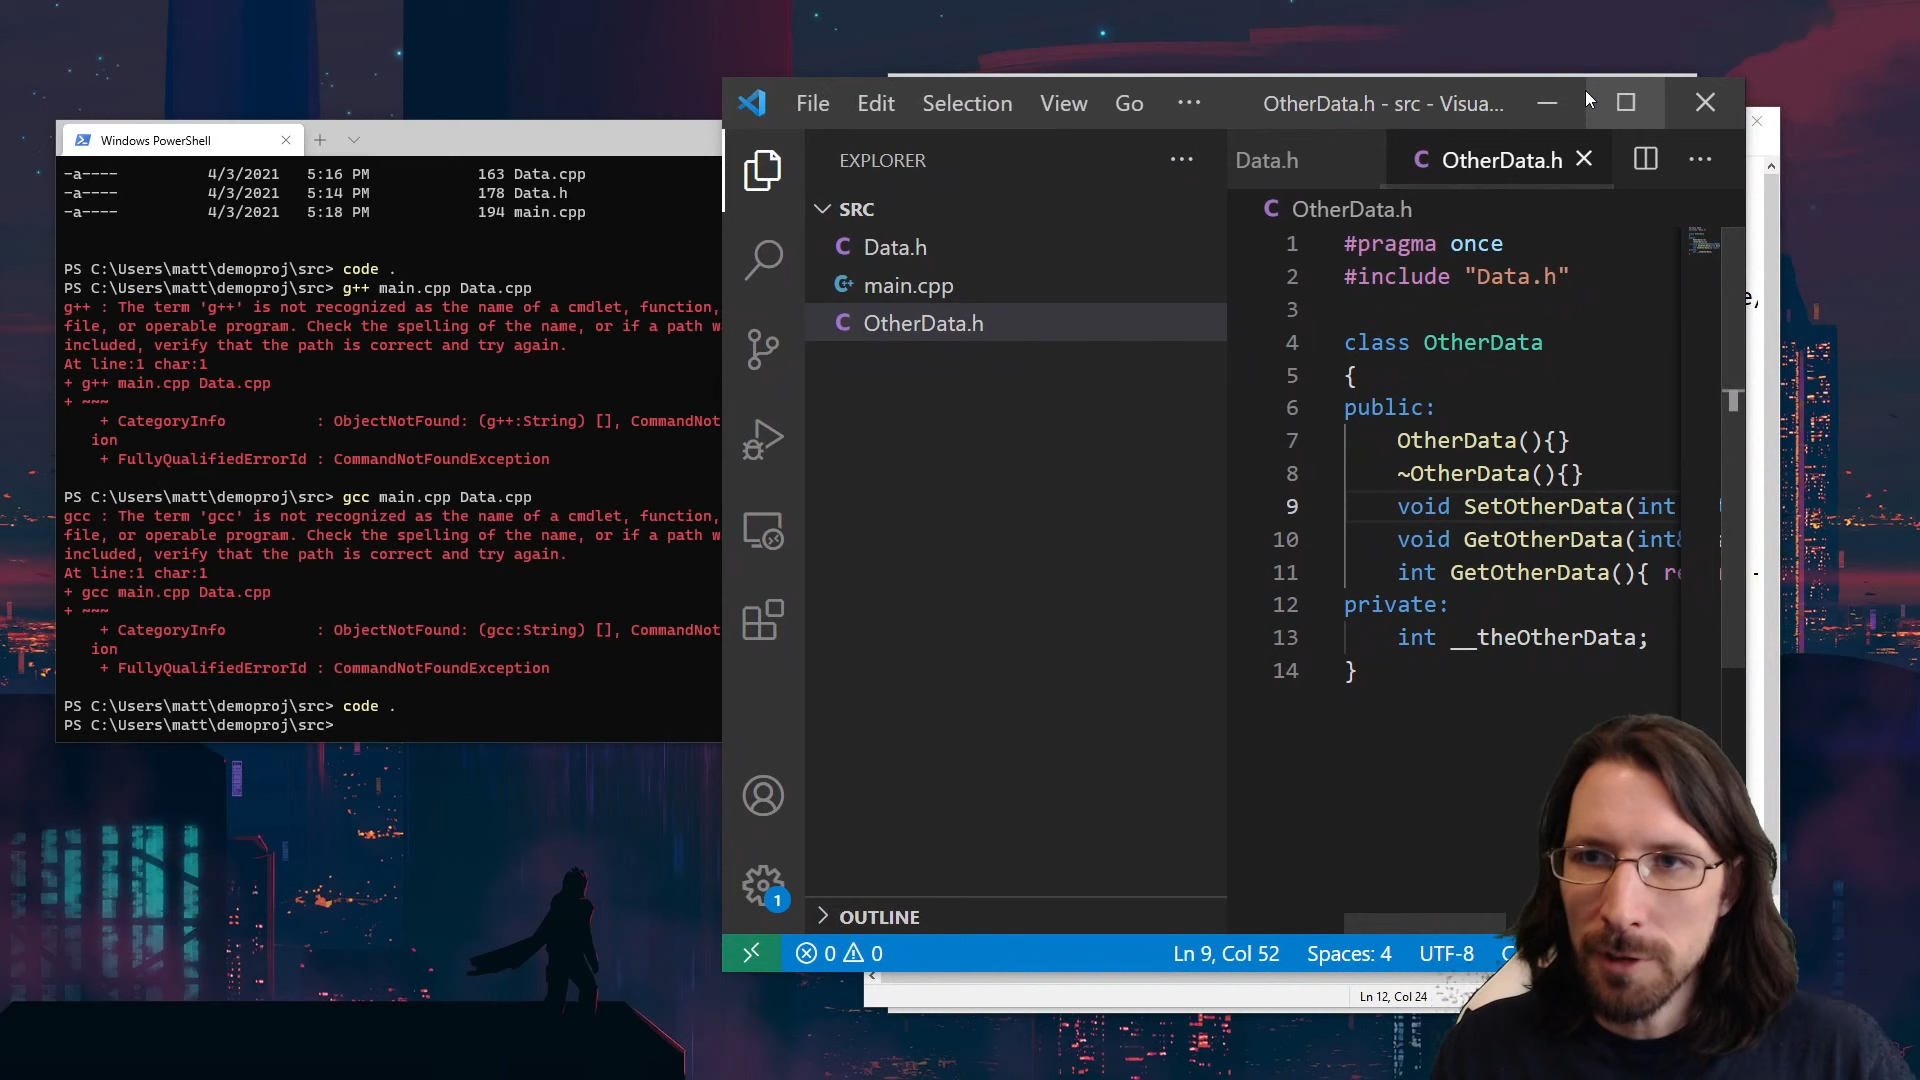 Windows PowerShell
-a---- 4/3/2021 5:16 PM 163 Data.cpp
-a---- 4/3/2021 5:14 PM 178 Data.h
-a---- 4/3/2021 5:18 PM 194 main.cpp
PS C:\Users\matt\demoproj\src> code .
PS C:\Users\matt\demoproj\src> g++ main.cpp Data.cpp
g++ : The term 'g++' is not recognized as the name of a cmdlet, function,
file, or operable program. Check the spelling of the name, or if a path w
included, verify that the path is correct and try again.
At line:1 char:1
+ g++ main.cpp Data.cpp
+ ~~~
+ CategoryInfo : ObjectNotFound: (g++:String) [], CommandNot
ion
+ FullyQualifiedErrorId : CommandNotFoundException
PS C:\Users\matt\demoproj\src> gcc main.cpp Data.cpp
gcc : The term 'gcc' is not recognized as the name of a cmdlet, function,
file, or operable program. Check the spelling of the name, or if a path w
included, verify that the path is correct and try again.
At line:1 char:1
+ gcc main.cpp Data.cpp
+ ~~~
+ CategoryInfo : ObjectNotFound: (gcc:String) [], CommandNot
ion
+ FullyQualifiedErrorId : CommandNotFoundException
PS C:\Users\matt\demoproj\src> code .
PS C:\Users\matt\demoproj\src>
File Edit Selection View Go ··· OtherData.h - src - Visua...
EXPLORER
SRC
Data.h
main.cpp
OtherData.h
OUTLINE
Data.h
OtherData.h
OtherData.h
1 #pragma once
2 #include "Data.h"
3
4 class OtherData
5 {
6 public:
7 OtherData(){}
8 ~OtherData(){}
9 void SetOtherData(int
10 void GetOtherData(int&
11 int GetOtherData(){ re
12 private:
13 int __theOtherData;
14 }
1
0 0 Ln 9, Col 52 Spaces: 4 UTF-8
Ln 12, Col 24